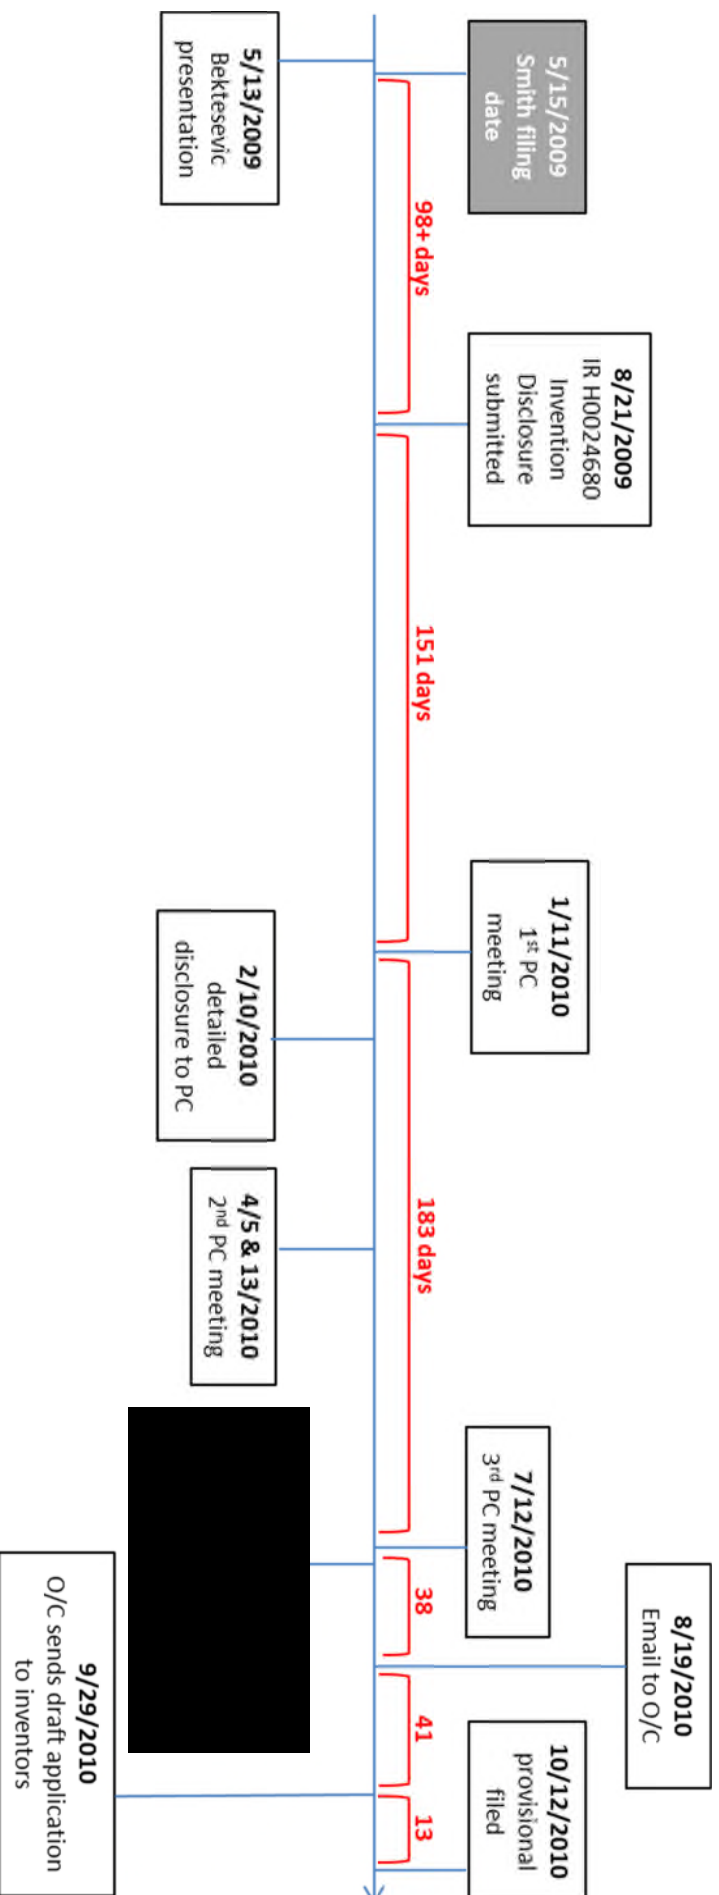 5/15/2009
Smith filing
date
8/21/2009
IR H0024680
Invention
Disclosure
submitted
1/11/2010
1st PC
meeting
7/12/2010
3rd PC meeting
8/19/2010
Email to O/C
10/12/2010
provisional
filed
98+ days
151 days
183 days
38
41
13
5/13/2009
Bektesevic
presentation
2/10/2010
detailed
disclosure to PC
4/5 & 13/2010
2nd PC meeting
9/29/2010
O/C sends draft application
to inventors